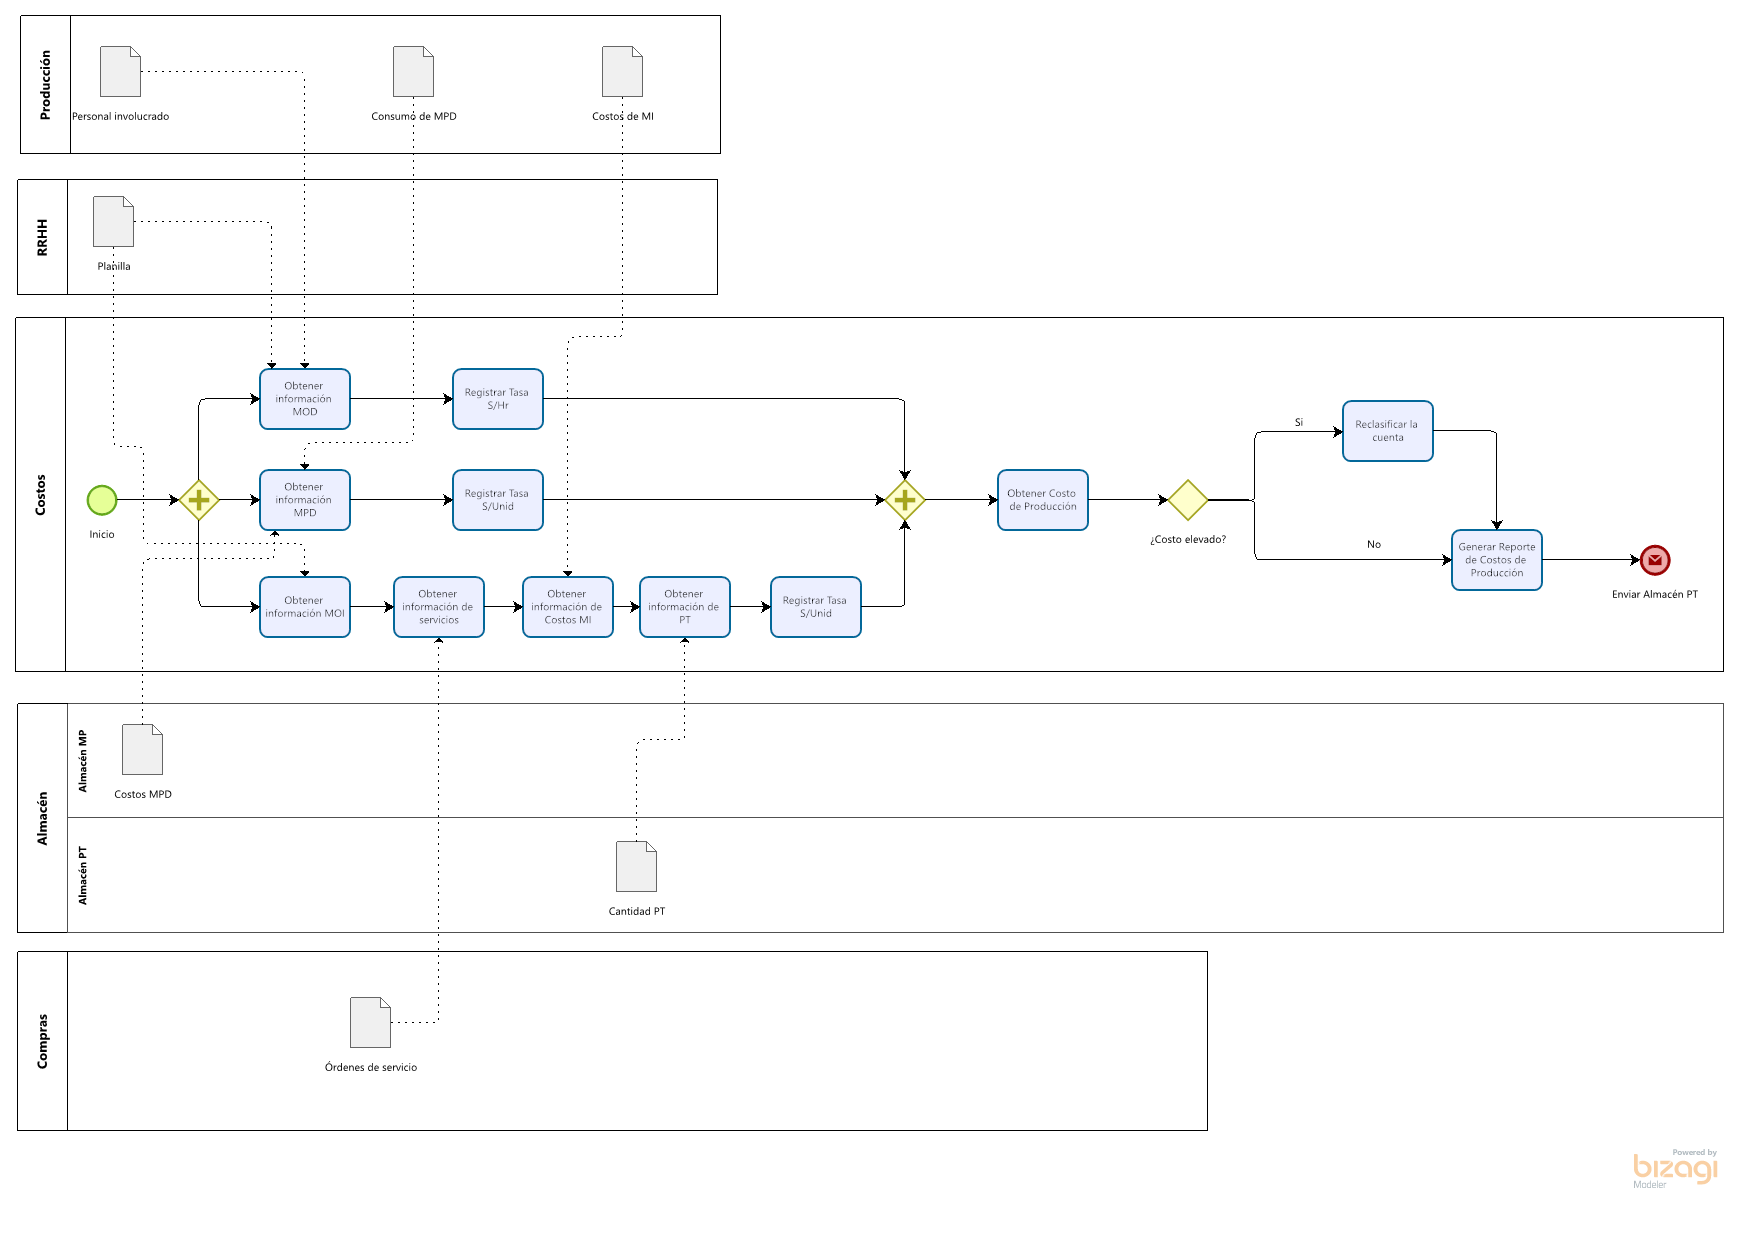 Producción
Personal involucrado
Consumo de MPD
Costos de MI
RRHH
Planilla
Costos
Inicio
Obtener
información
MOD
Registrar Tasa
S/Hr
Obtener
información
MPD
Registrar Tasa
S/Unid
Obtener
información MOI
Obtener
información de
servicios
Obtener
información de
Costos MI
Obtener
información de
PT
Registrar Tasa
S/Unid
Obtener Costo
de Producción
¿Costo elevado?
Si
No
Reclasificar la
cuenta
Generar Reporte
de Costos de
Producción
Enviar Almacén PT
Almacén
Almacén MP
Costos MPD
Almacén PT
Cantidad PT
Compras
Órdenes de servicio
Powered by
bizagi
Modeler